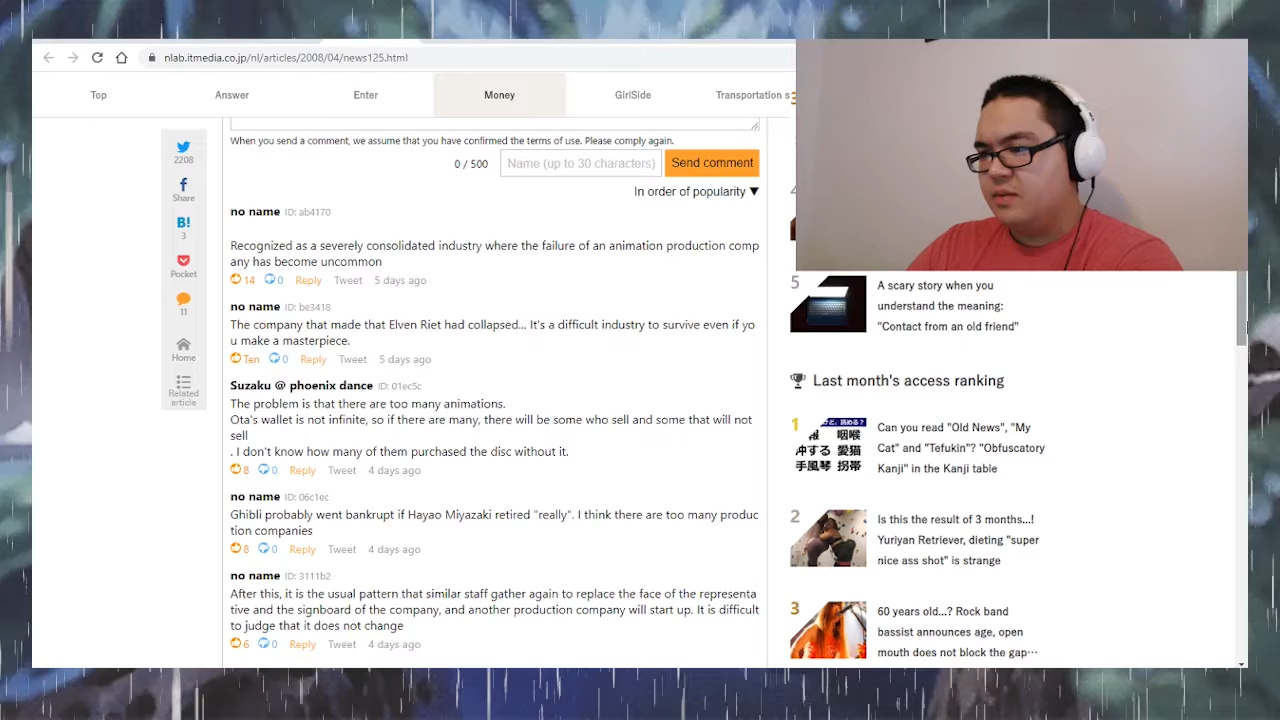 nlab.itmedia.co.jp/nl/articles/2008/04/news125.html
Top
Answer
Enter
Money
GirlSide
Transportation s
When you send a comment, we assume that you have confirmed the terms of use. Please comply again.
0 / 500
Name (up to 30 characters)
Send comment
In order of popularity ▼
2208
Share
B!
3
Pocket
11
Home
Related
article
no name ID: ab4170
Recognized as a severely consolidated industry where the failure of an animation production comp
any has become uncommon
14 0 Reply Tweet 5 days ago
no name ID: be3418
The company that made that Elven Riet had collapsed... It's a difficult industry to survive even if yo
u make a masterpiece.
Ten 0 Reply Tweet 5 days ago
Suzaku @ phoenix dance ID: 01ec5c
The problem is that there are too many animations.
Ota's wallet is not infinite, so if there are many, there will be some who sell and some that will not
sell
. I don't know how many of them purchased the disc without it.
8 0 Reply Tweet 4 days ago
no name ID: 06c1ec
Ghibli probably went bankrupt if Hayao Miyazaki retired "really". I think there are too many produc
tion companies
8 0 Reply Tweet 4 days ago
no name ID: 3111b2
After this, it is the usual pattern that similar staff gather again to replace the face of the representa
tive and the signboard of the company, and another production company will start up. It is difficult
to judge that it does not change
6 0 Reply Tweet 4 days ago
5
A scary story when you
understand the meaning:
"Contact from an old friend"
Last month's access ranking
1
咽喉
冲する 愛猫
手風琴 拐帯
Can you read "Old News", "My
Cat" and "Tefukin"? "Obfuscatory
Kanji" in the Kanji table
2
Is this the result of 3 months...!
Yuriyan Retriever, dieting "super
nice ass shot" is strange
3
60 years old...? Rock band
bassist announces age, open
mouth does not block the gap…